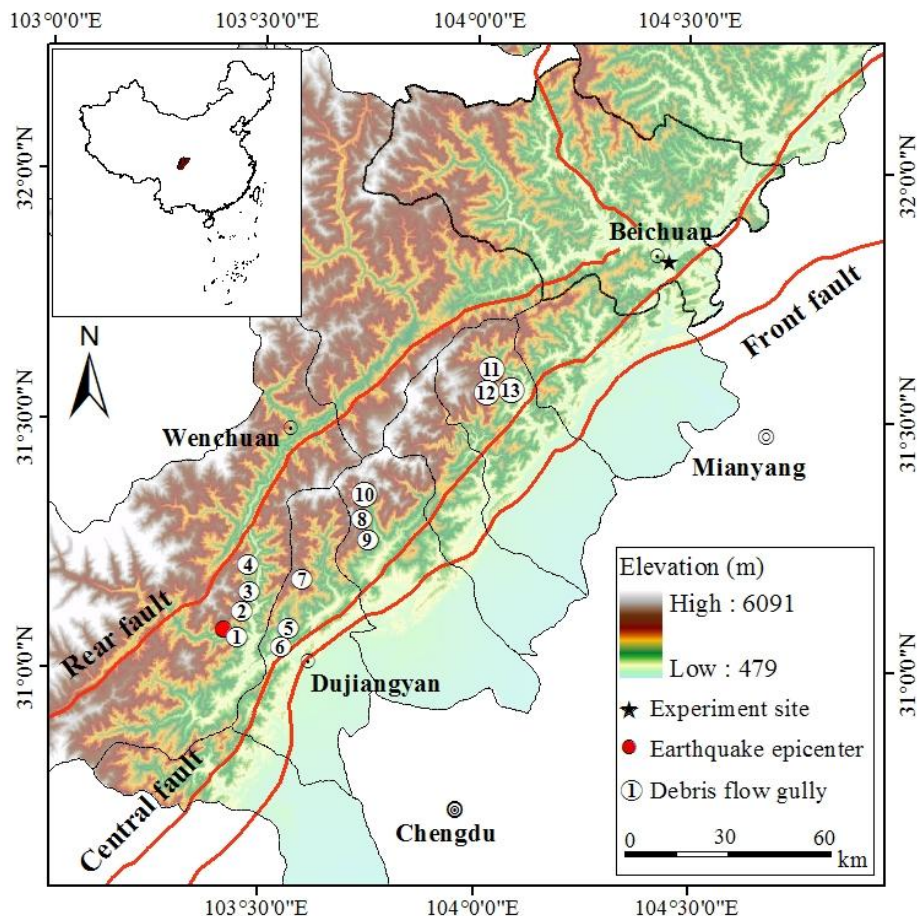 103°0'0"E
103°30'0"E
104°0'0"E
104°30'0"E
32°0'0"N
32°0'0"N
Beichuan
Front fault
N
11
12
13
31°30'0"N
31°30'0"N
Wenchuan
Mianyang
10
8
9
4
7
3
2
1
5
6
Rear fault
31°0'0"N
31°0'0"N
Dujiangyan
Central fault
Chengdu
Elevation (m)
High : 6091
Low : 479
Experiment site
Earthquake epicenter
1 Debris flow gully
0 30 60
km
103°30'0"E
104°0'0"E
104°30'0"E